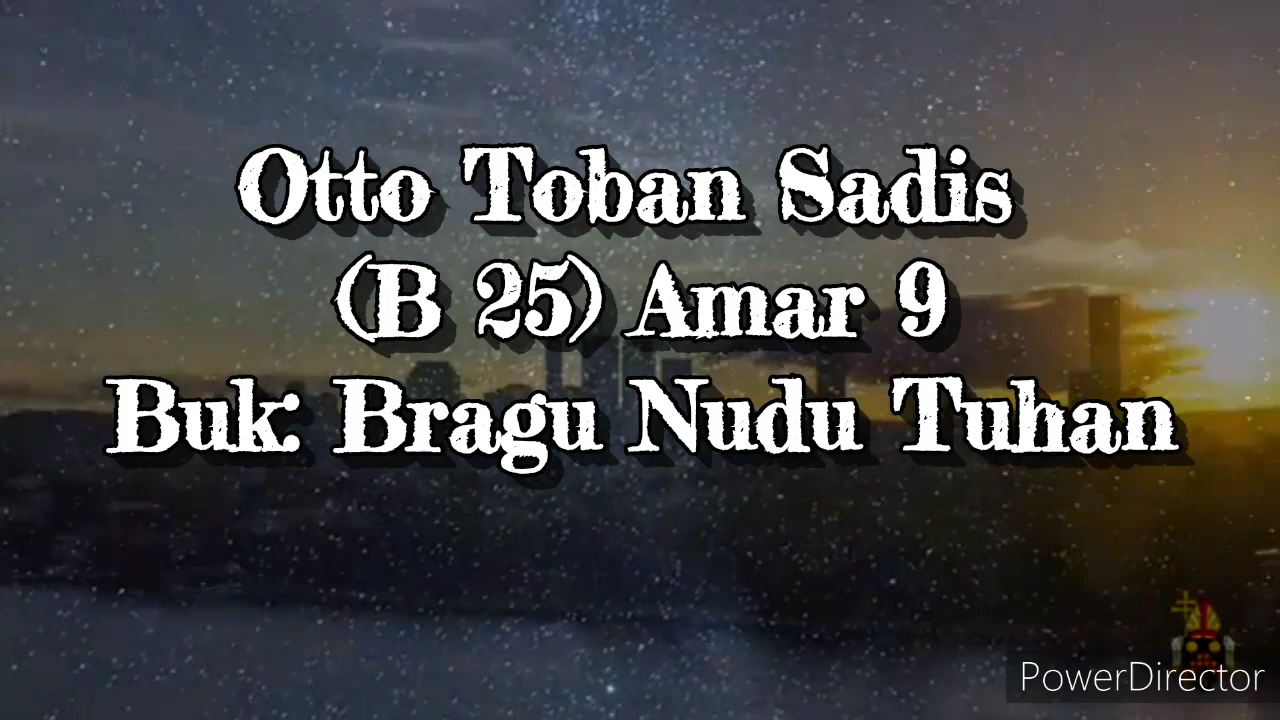 Otto Toban Sadis
(B 25) Amar 9
Buk: Bragu Nudu Tuhan
PowerDirector